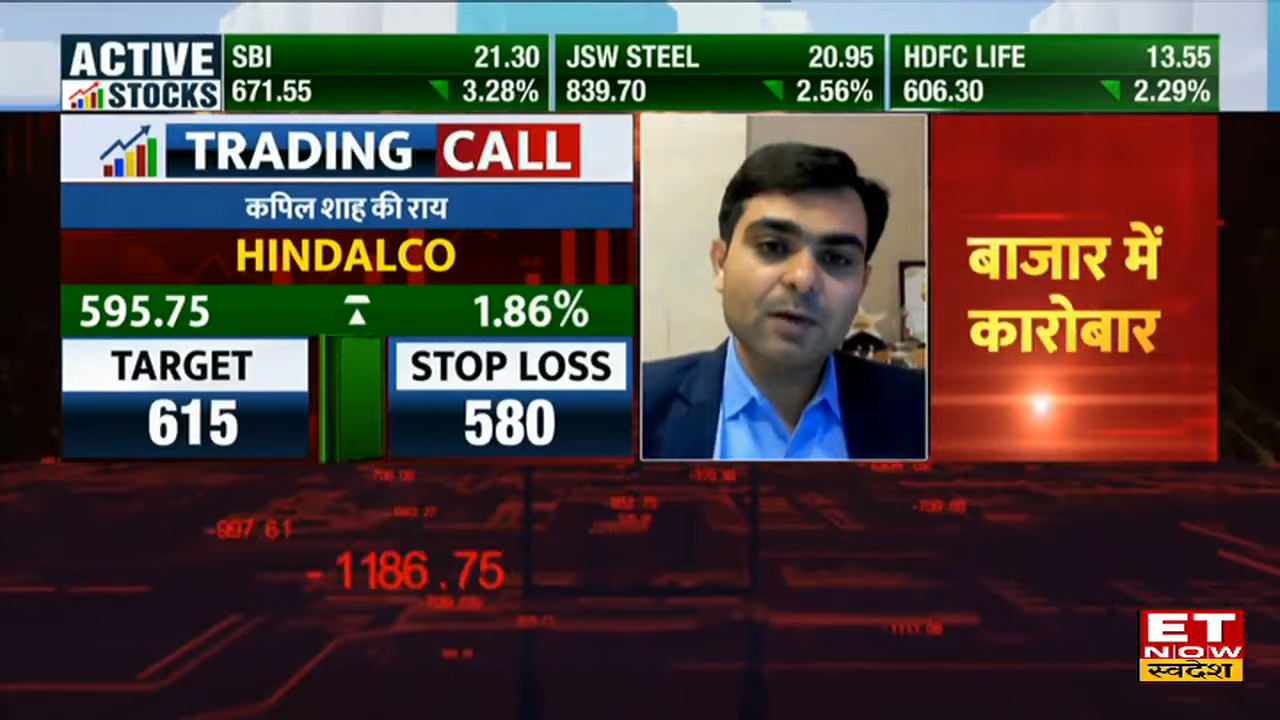 ACTIVE
STOCKS
SBI 21.30
671.55 3.28%
JSW STEEL 20.95
839.70 2.56%
HDFC LIFE 13.55
606.30 2.29%
TRADING CALL
कपिल शाह की राय
HINDALCO
595.75 1.86%
TARGET
615
STOP LOSS
580
बाजार में
कारोबार
-997.61
-1186.75
ET
NOW
स्वदेश